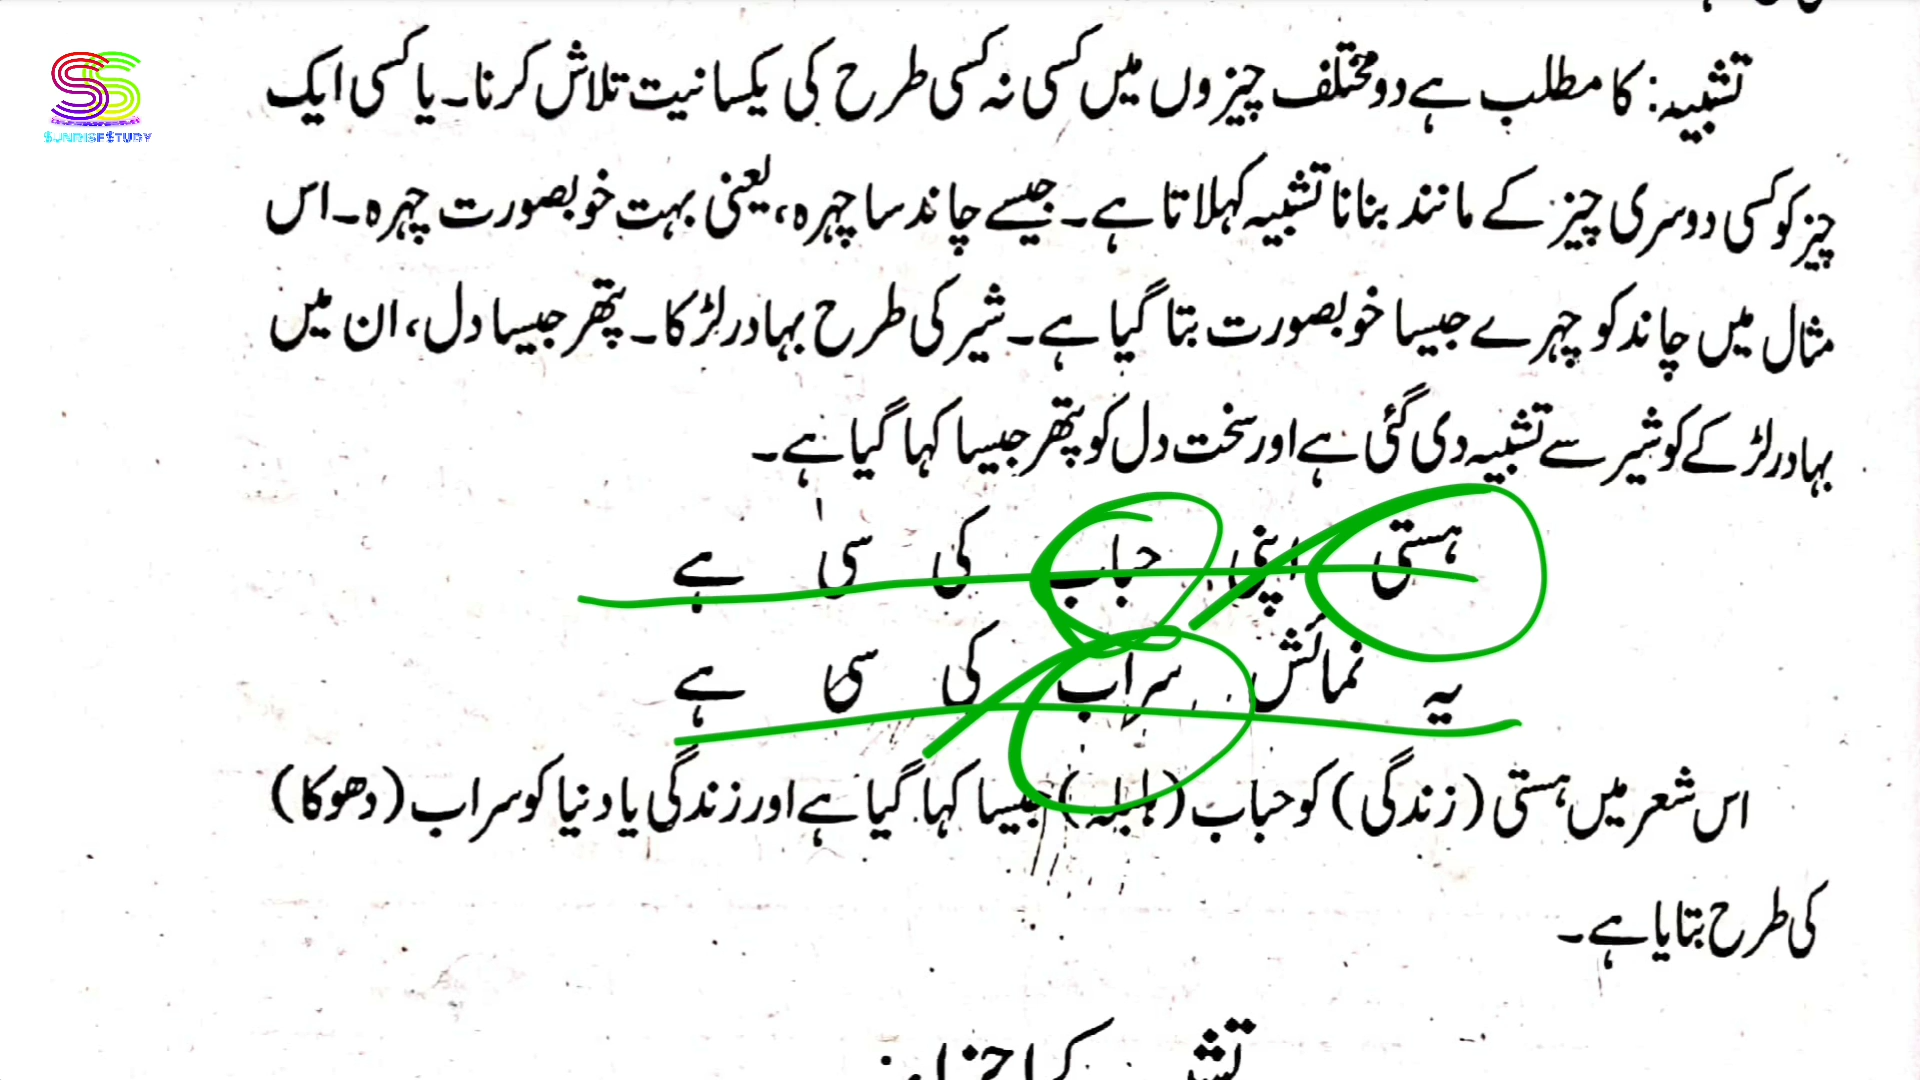 SS
SUNRISE STUDY
تشبیہ: کا مطلب ہے دو مختلف چیزوں میں کسی نہ کسی طرح کی یکسانیت تلاش کرنا۔ یا کسی ایک
چیز کو کسی دوسری چیز کے مانند بنانا تشبیہ کہلاتا ہے۔ جیسے چاند سا چہرہ، یعنی بہت خوبصورت چہرہ۔ اس
مثال میں چاند کو چہرے جیسا خوبصورت بتا گیا ہے۔ شیر کی طرح بہادر لڑکا۔ پتھر جیسا دل، ان میں
بہادر لڑکے کو شیر سے تشبیہ دی گئی ہے اور سخت دل کو پتھر جیسا کہا گیا ہے۔
ہستی اپنی حباب کی سی ہے
یہ نمائش سراب کی سی ہے
اس شعر میں ہستی (زندگی) کو حباب (بلبلہ) جیسا کہا گیا ہے اور زندگی یا دنیا کو سراب (دھوکا)
کی طرح بتایا ہے۔